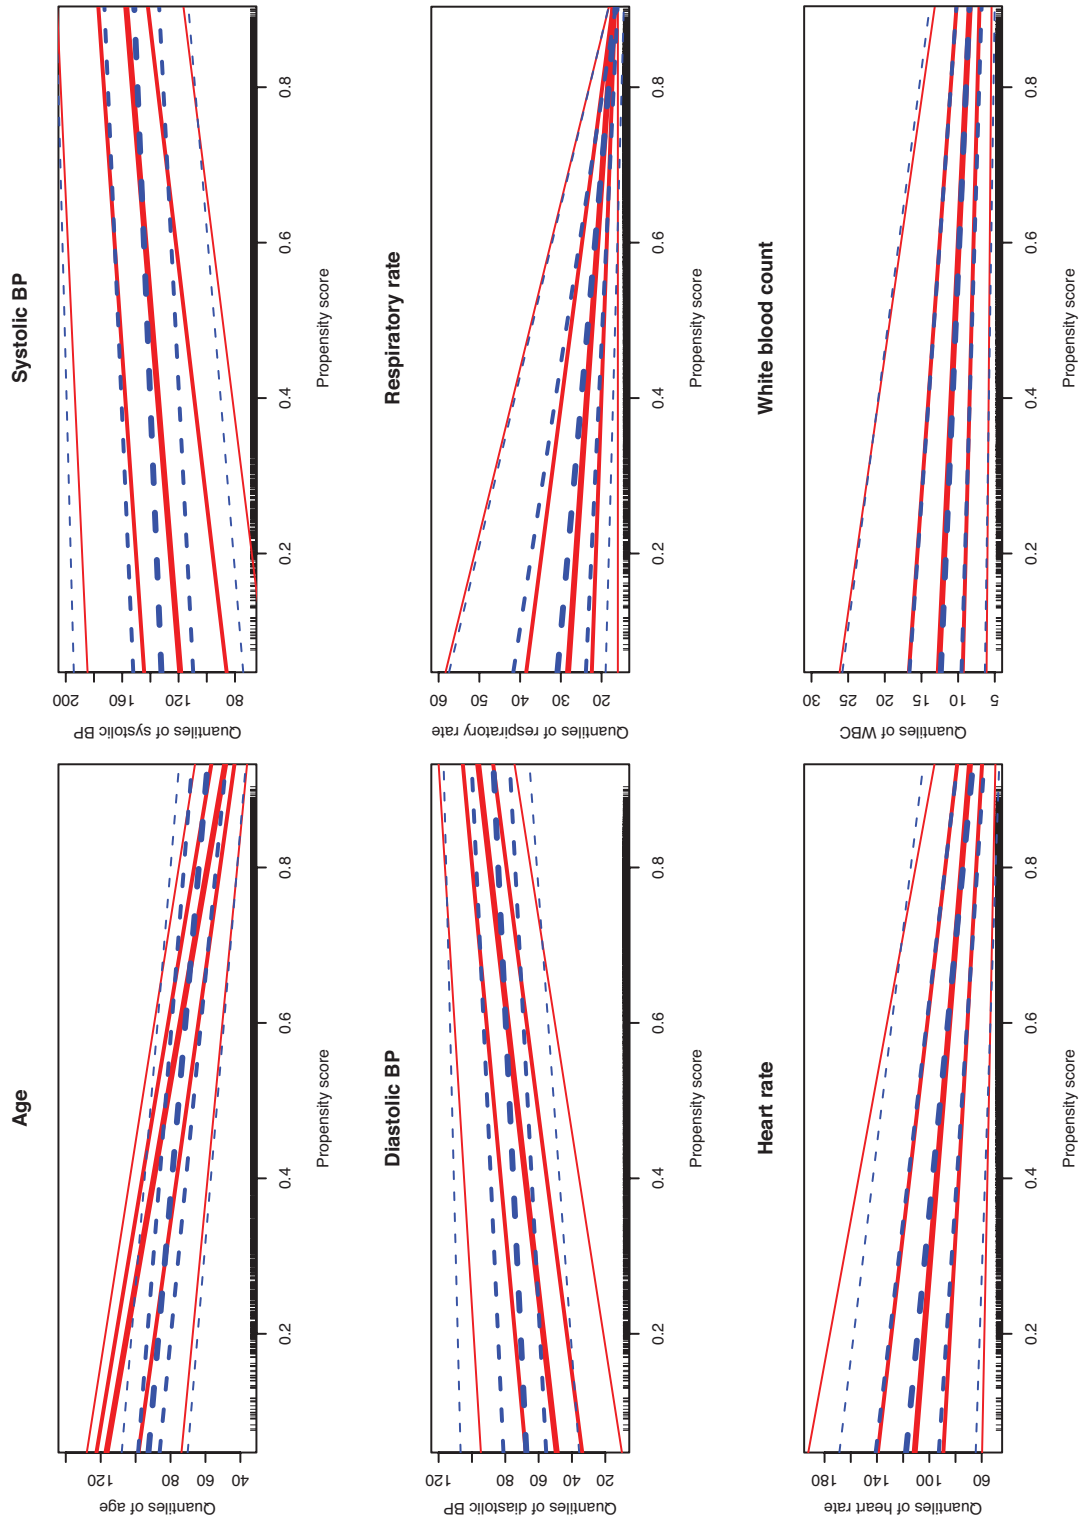 Age
Quantiles of age
40
60
80
120
0.2 0.4 0.6 0.8
Propensity score
Systolic BP
Quantiles of systolic BP
80
120
160
200
0.2 0.4 0.6 0.8
Propensity score
Diastolic BP
Quantiles of diastolic BP
20
40
60
80
120
0.2 0.4 0.6 0.8
Propensity score
Respiratory rate
Quantiles of respiratory rate
20
30
40
50
60
0.2 0.4 0.6 0.8
Propensity score
Heart rate
Quantiles of heart rate
60
100
140
180
0.2 0.4 0.6 0.8
Propensity score
White blood count
Quantiles of WBC
5
10
15
20
25
30
0.2 0.4 0.6 0.8
Propensity score